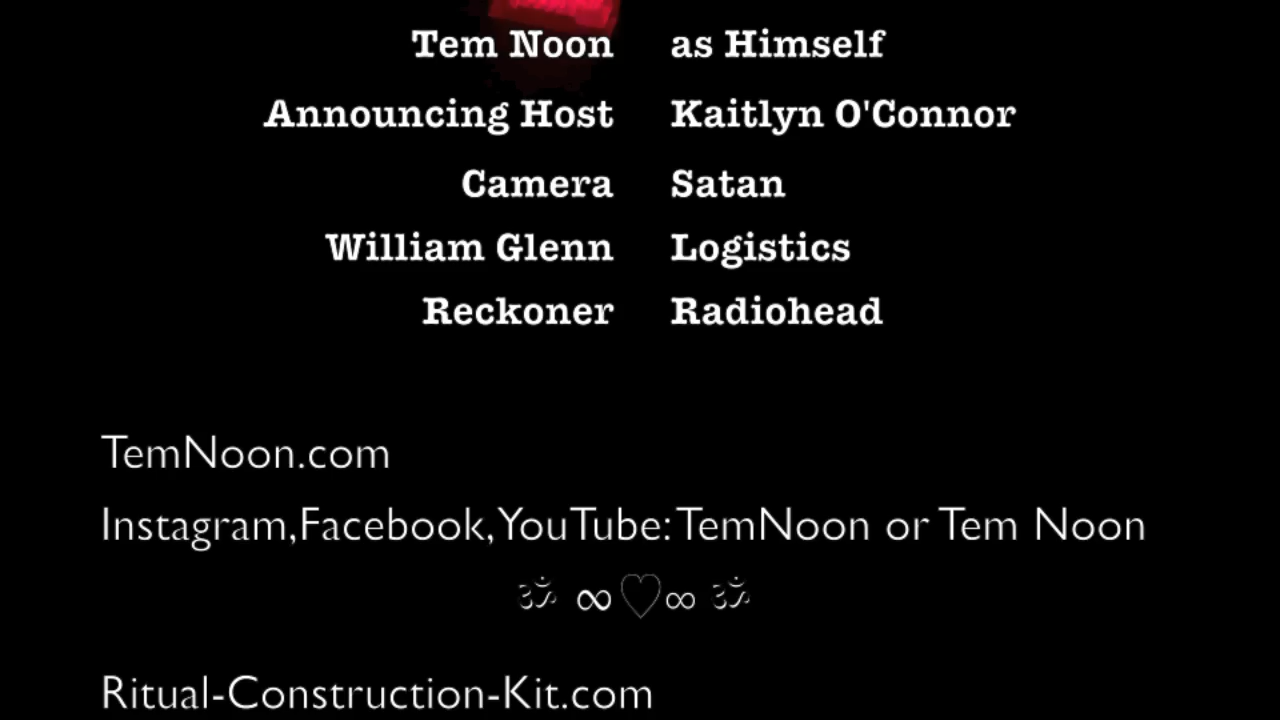 Tem Noon as Himself
Announcing Host Kaitlyn O'Connor
Camera Satan
William Glenn Logistics
Reckoner Radiohead
TemNoon.com
Instagram,Facebook,YouTube:TemNoon or Tem Noon
ॐ ∞♡∞ ॐ
Ritual-Construction-Kit.com